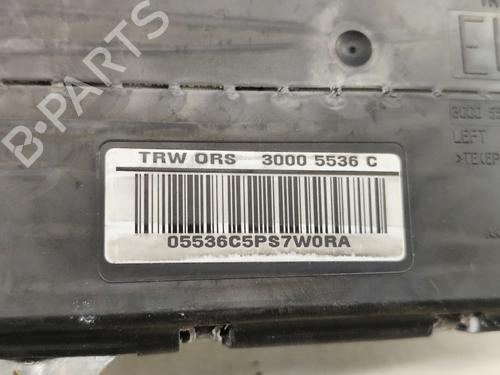 TRW ORS 3000 5536 C
05536C5PS7W0RA
LEFT
B-PARTS